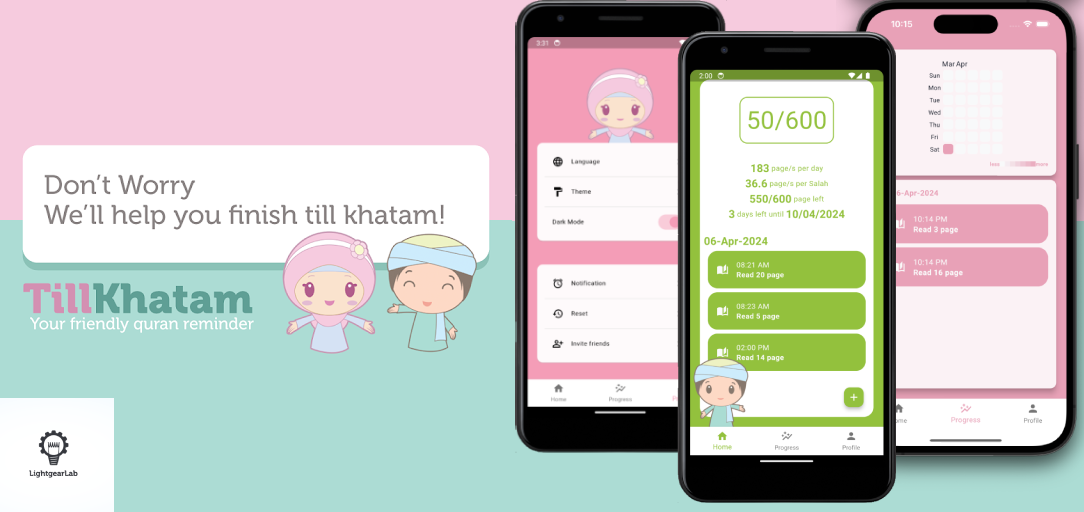 Don't Worry
We'll help you finish till khatam!
TillKhatam
Your friendly quran reminder
LightgearLab
3:31
Language
Theme
Dark Mode
Notification
Reset
Invite friends
Home
Progress
2:00
50/600
183 page/s per day
36.6 page/s per Salah
550/600 page left
3 days left until 10/04/2024
06-Apr-2024
08:21 AM
Read 20 page
08:23 AM
Read 5 page
02:00 PM
Read 14 page
+
Home
Progress
Profile
10:15
Mar Apr
Sun
Mon
Tue
Wed
Thu
Fri
Sat
less
more
6-Apr-2024
10:14 PM
Read 3 page
10:14 PM
Read 16 page
ome
Progress
Profile